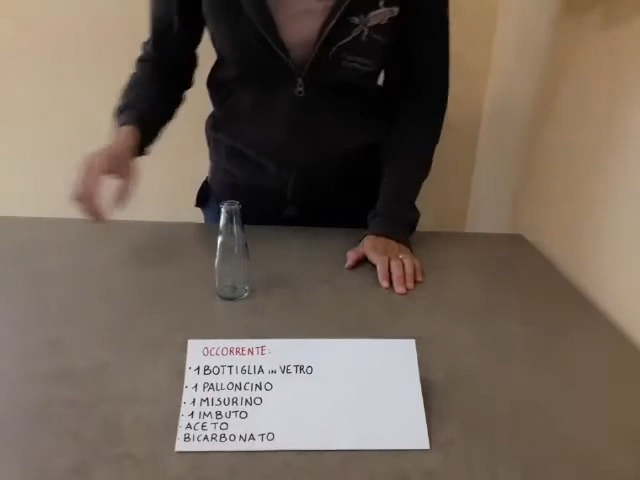 OCCORRENTE:
· 1 BOTTIGLIA IN VETRO
· 1 PALLONCINO
· 1 MISURINO
· 1 IMBUTO
· ACETO
· BICARBONATO